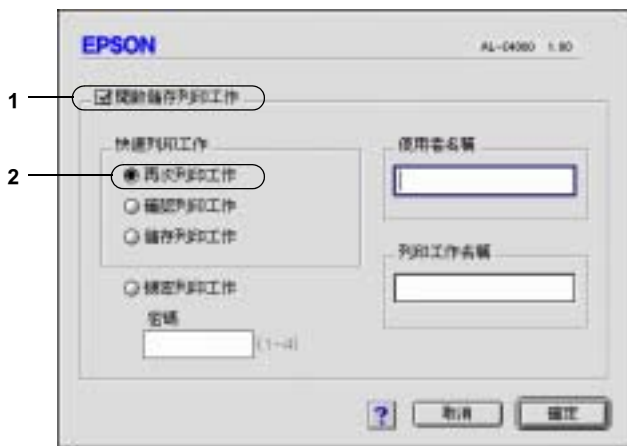 EPSON
AL-C4000 1.80
1
開動儲存列印工作
快速列印工作
2
再次列印工作
確認列印工作
儲存列印工作
機密列印工作
密碼
(1~4)
使用者名稱
列印工作名稱
?
取消
確定